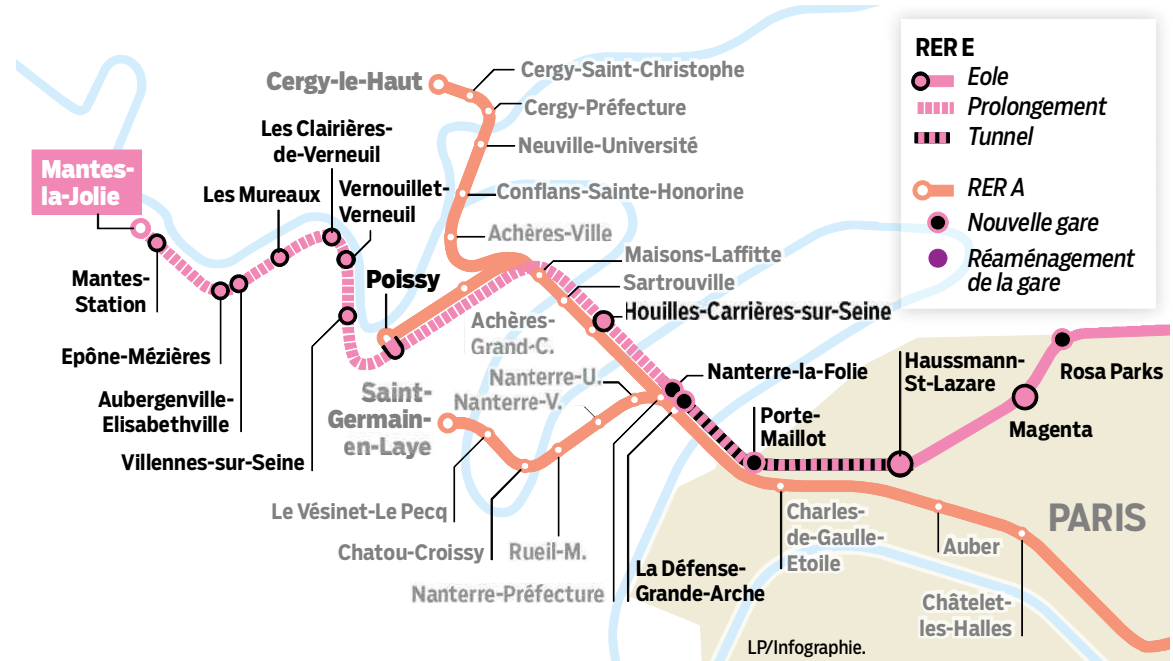 RER E
Eole
Prolongement
Tunnel
RER A
Nouvelle gare
Réaménagement
de la gare
Cergy-le-Haut
Cergy-Saint-Christophe
Cergy-Préfecture
Neuville-Université
Conflans-Sainte-Honorine
Achères-Ville
Les Clairières-
de-Verneuil
Mantes-
la-Jolie
Les Mureaux
Vernouillet-
Verneuil
Maisons-Laffitte
Sartrouville
Houilles-Carrières-sur-Seine
Poissy
Mantes-
Station
Achères-
Grand-C.
Epône-Mézières
Aubergenville-
Elisabethville
Villennes-sur-Seine
Saint-
Germain-
en-Laye
Nanterre-U.
Nanterre-V.
Nanterre-la-Folie
Haussmann-
St-Lazare
Rosa Parks
Porte-
Maillot
Magenta
Le Vésinet-Le Pecq
Chatou-Croissy
Rueil-M.
Nanterre-Préfecture
La Défense-
Grande-Arche
Charles-
de-Gaulle-
Etoile
Auber
PARIS
Châtelet-
les-Halles
LP/Infographie.